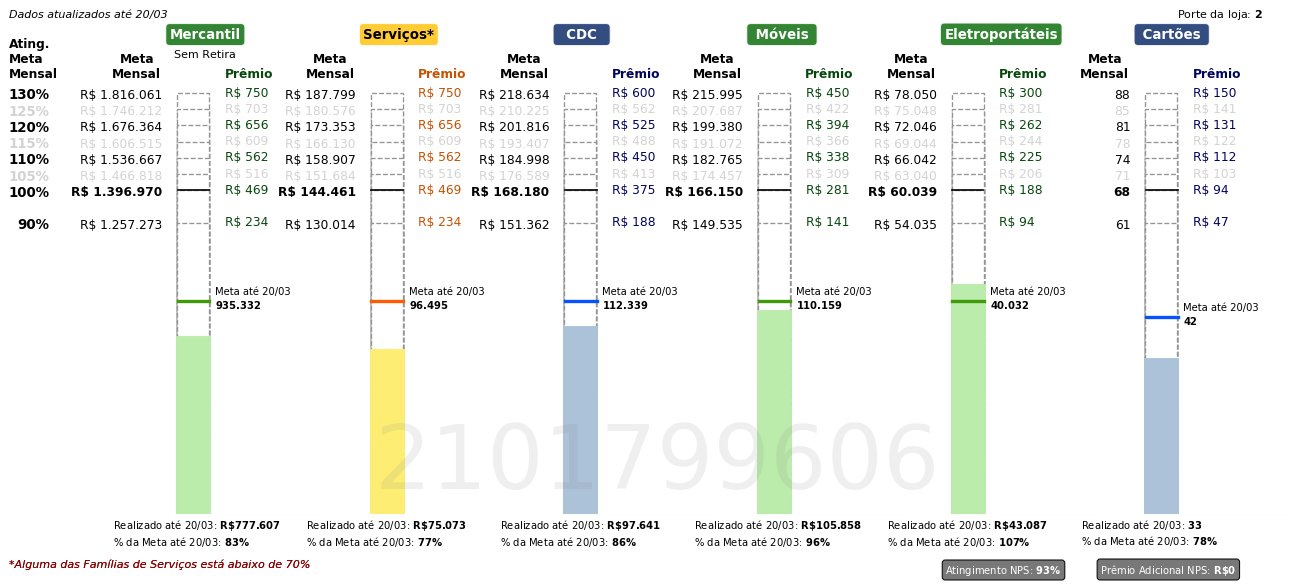 Dados atualizados até 20/03 Porte da loja: 2
Mercantil Serviços* CDC Móveis Eletroportáteis Cartões
Sem Retira
Ating. Meta Mensal Meta Mensal Prêmio Meta Mensal Prêmio Meta Mensal Prêmio Meta Mensal Prêmio Meta Mensal Prêmio Meta Mensal Prêmio
130% R$ 1.816.061 R$ 750 R$ 187.799 R$ 750 R$ 218.634 R$ 600 R$ 215.995 R$ 450 R$ 78.050 R$ 300 88 R$ 150
125% R$ 1.746.212 R$ 703 R$ 180.576 R$ 703 R$ 210.225 R$ 562 R$ 207.687 R$ 422 R$ 75.048 R$ 281 85 R$ 141
120% R$ 1.676.364 R$ 656 R$ 173.353 R$ 656 R$ 201.816 R$ 525 R$ 199.380 R$ 394 R$ 72.046 R$ 262 81 R$ 131
115% R$ 1.606.515 R$ 609 R$ 166.130 R$ 609 R$ 193.407 R$ 488 R$ 191.072 R$ 366 R$ 69.044 R$ 244 78 R$ 122
110% R$ 1.536.667 R$ 562 R$ 158.907 R$ 562 R$ 184.998 R$ 450 R$ 182.765 R$ 338 R$ 66.042 R$ 225 74 R$ 112
105% R$ 1.466.818 R$ 516 R$ 151.684 R$ 516 R$ 176.589 R$ 413 R$ 174.457 R$ 309 R$ 63.040 R$ 206 71 R$ 103
100% R$ 1.396.970 R$ 469 R$ 144.461 R$ 469 R$ 168.180 R$ 375 R$ 166.150 R$ 281 R$ 60.039 R$ 188 68 R$ 94
90% R$ 1.257.273 R$ 234 R$ 130.014 R$ 234 R$ 151.362 R$ 188 R$ 149.535 R$ 141 R$ 54.035 R$ 94 61 R$ 47
Meta até 20/03 Meta até 20/03 Meta até 20/03 Meta até 20/03 Meta até 20/03 Meta até 20/03
935.332 96.495 112.339 110.159 40.032 42
2101799606
Realizado até 20/03: R$777.607 Realizado até 20/03: R$75.073 Realizado até 20/03: R$97.641 Realizado até 20/03: R$105.858 Realizado até 20/03: R$43.087 Realizado até 20/03: 33
% da Meta até 20/03: 83% % da Meta até 20/03: 77% % da Meta até 20/03: 86% % da Meta até 20/03: 96% % da Meta até 20/03: 107% % da Meta até 20/03: 78%
*Alguma das Famílias de Serviços está abaixo de 70% Atingimento NPS: 93% Prêmio Adicional NPS: R$0